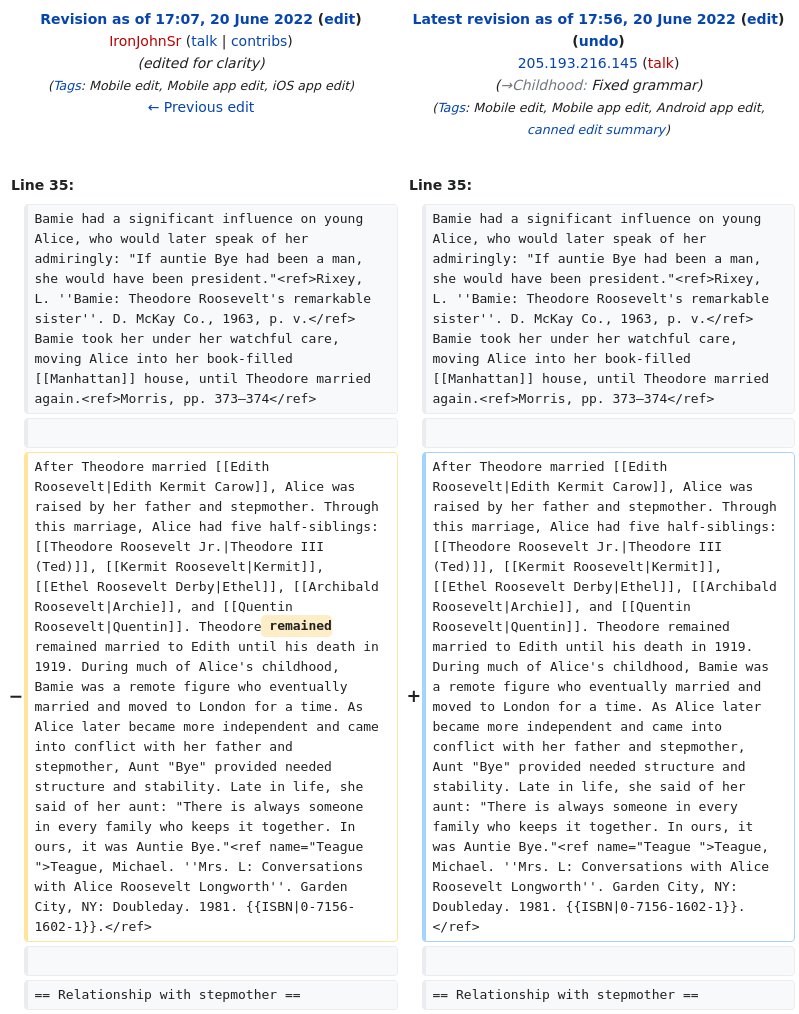 Revision as of 17:07, 20 June 2022 (edit)
IronJohnSr (talk | contribs)
(edited for clarity)
(Tags: Mobile edit, Mobile app edit, iOS app edit)
← Previous edit
Latest revision as of 17:56, 20 June 2022 (edit)
(undo)
205.193.216.145 (talk)
(→Childhood: Fixed grammar)
(Tags: Mobile edit, Mobile app edit, Android app edit,
canned edit summary)
Line 35:
Bamie had a significant influence on young
Alice, who would later speak of her
admiringly: "If auntie Bye had been a man,
she would have been president."<ref>Rixey,
L. ''Bamie: Theodore Roosevelt's remarkable
sister''. D. McKay Co., 1963, p. v.</ref>
Bamie took her under her watchful care,
moving Alice into her book-filled
[[Manhattan]] house, until Theodore married
again.<ref>Morris, pp. 373–374</ref>
−
After Theodore married [[Edith
Roosevelt|Edith Kermit Carow]], Alice was
raised by her father and stepmother. Through
this marriage, Alice had five half-siblings:
[[Theodore Roosevelt Jr.|Theodore III
(Ted)]], [[Kermit Roosevelt|Kermit]],
[[Ethel Roosevelt Derby|Ethel]], [[Archibald
Roosevelt|Archie]], and [[Quentin
Roosevelt|Quentin]]. Theodore remained
remained married to Edith until his death in
1919. During much of Alice's childhood,
Bamie was a remote figure who eventually
married and moved to London for a time. As
Alice later became more independent and came
into conflict with her father and
stepmother, Aunt "Bye" provided needed
structure and stability. Late in life, she
said of her aunt: "There is always someone
in every family who keeps it together. In
ours, it was Auntie Bye."<ref name="Teague
">Teague, Michael. ''Mrs. L: Conversations
with Alice Roosevelt Longworth''. Garden
City, NY: Doubleday. 1981. {{ISBN|0-7156-
1602-1}}.</ref>
== Relationship with stepmother ==
Line 35:
Bamie had a significant influence on young
Alice, who would later speak of her
admiringly: "If auntie Bye had been a man,
she would have been president."<ref>Rixey,
L. ''Bamie: Theodore Roosevelt's remarkable
sister''. D. McKay Co., 1963, p. v.</ref>
Bamie took her under her watchful care,
moving Alice into her book-filled
[[Manhattan]] house, until Theodore married
again.<ref>Morris, pp. 373–374</ref>
+
After Theodore married [[Edith
Roosevelt|Edith Kermit Carow]], Alice was
raised by her father and stepmother. Through
this marriage, Alice had five half-siblings:
[[Theodore Roosevelt Jr.|Theodore III
(Ted)]], [[Kermit Roosevelt|Kermit]],
[[Ethel Roosevelt Derby|Ethel]], [[Archibald
Roosevelt|Archie]], and [[Quentin
Roosevelt|Quentin]]. Theodore remained
married to Edith until his death in 1919.
During much of Alice's childhood, Bamie was
a remote figure who eventually married and
moved to London for a time. As Alice later
became more independent and came into
conflict with her father and stepmother,
Aunt "Bye" provided needed structure and
stability. Late in life, she said of her
aunt: "There is always someone in every
family who keeps it together. In ours, it
was Auntie Bye."<ref name="Teague ">Teague,
Michael. ''Mrs. L: Conversations with Alice
Roosevelt Longworth''. Garden City, NY:
Doubleday. 1981. {{ISBN|0-7156-1602-1}}.
</ref>
== Relationship with stepmother ==